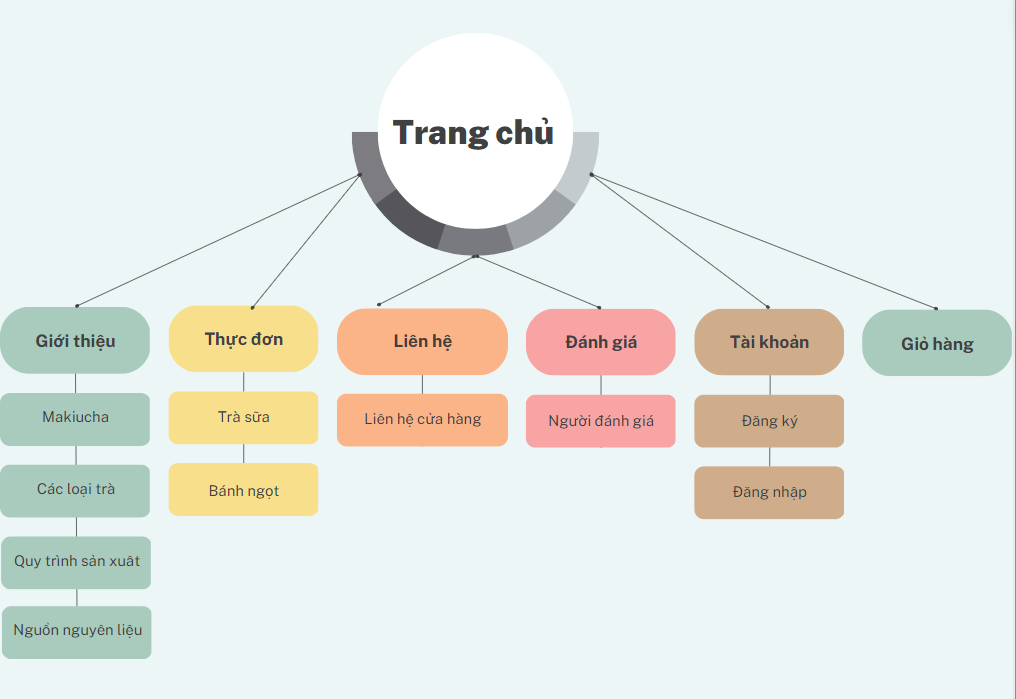 Trang chủ
Giới thiệu
Thực đơn
Liên hệ
Đánh giá
Tài khoản
Giỏ hàng
Makiucha
Trà sữa
Liên hệ cửa hàng
Người đánh giá
Đăng ký
Các loại trà
Bánh ngọt
Đăng nhập
Quy trình sản xuât
Nguồn nguyên liệu